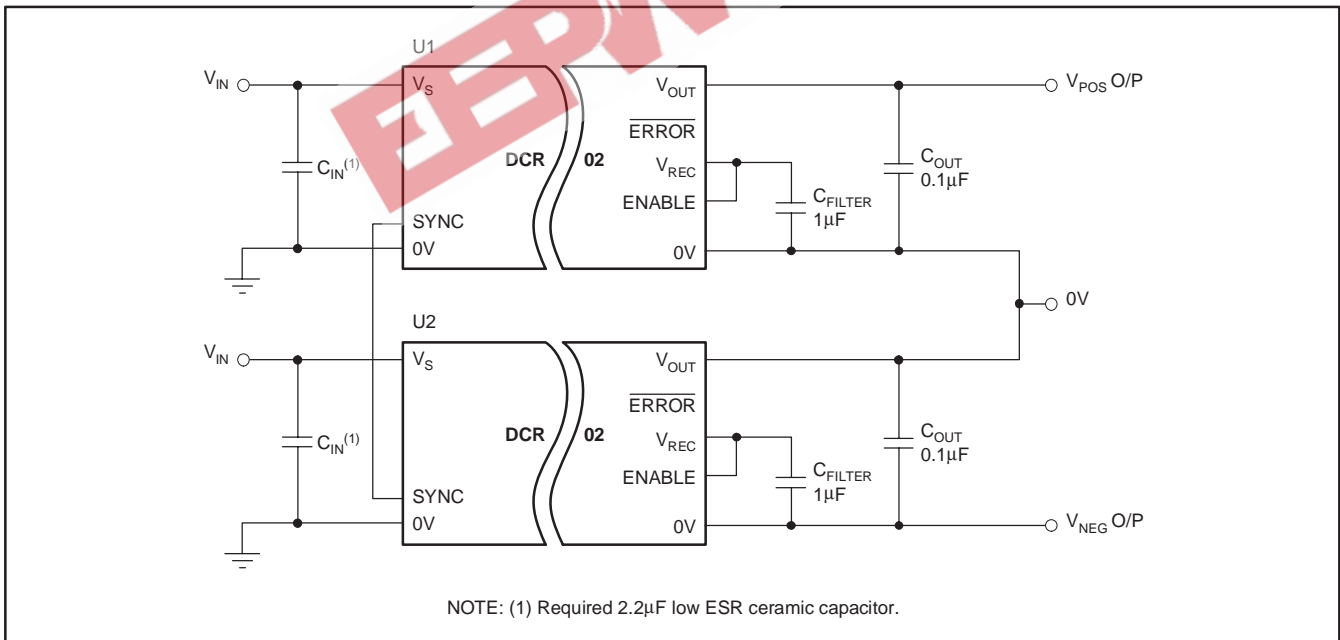 EEPW
U1
V_IN
V_S
V_OUT
V_POS O/P
ERROR
C_IN(1)
DCR
02
V_REC
C_OUT
0.1μF
ENABLE
C_FILTER
1μF
SYNC
0V
0V
0V
U2
V_IN
V_S
V_OUT
ERROR
C_IN(1)
DCR
02
V_REC
C_OUT
0.1μF
ENABLE
C_FILTER
1μF
SYNC
0V
0V
V_NEG O/P
NOTE: (1) Required 2.2μF low ESR ceramic capacitor.